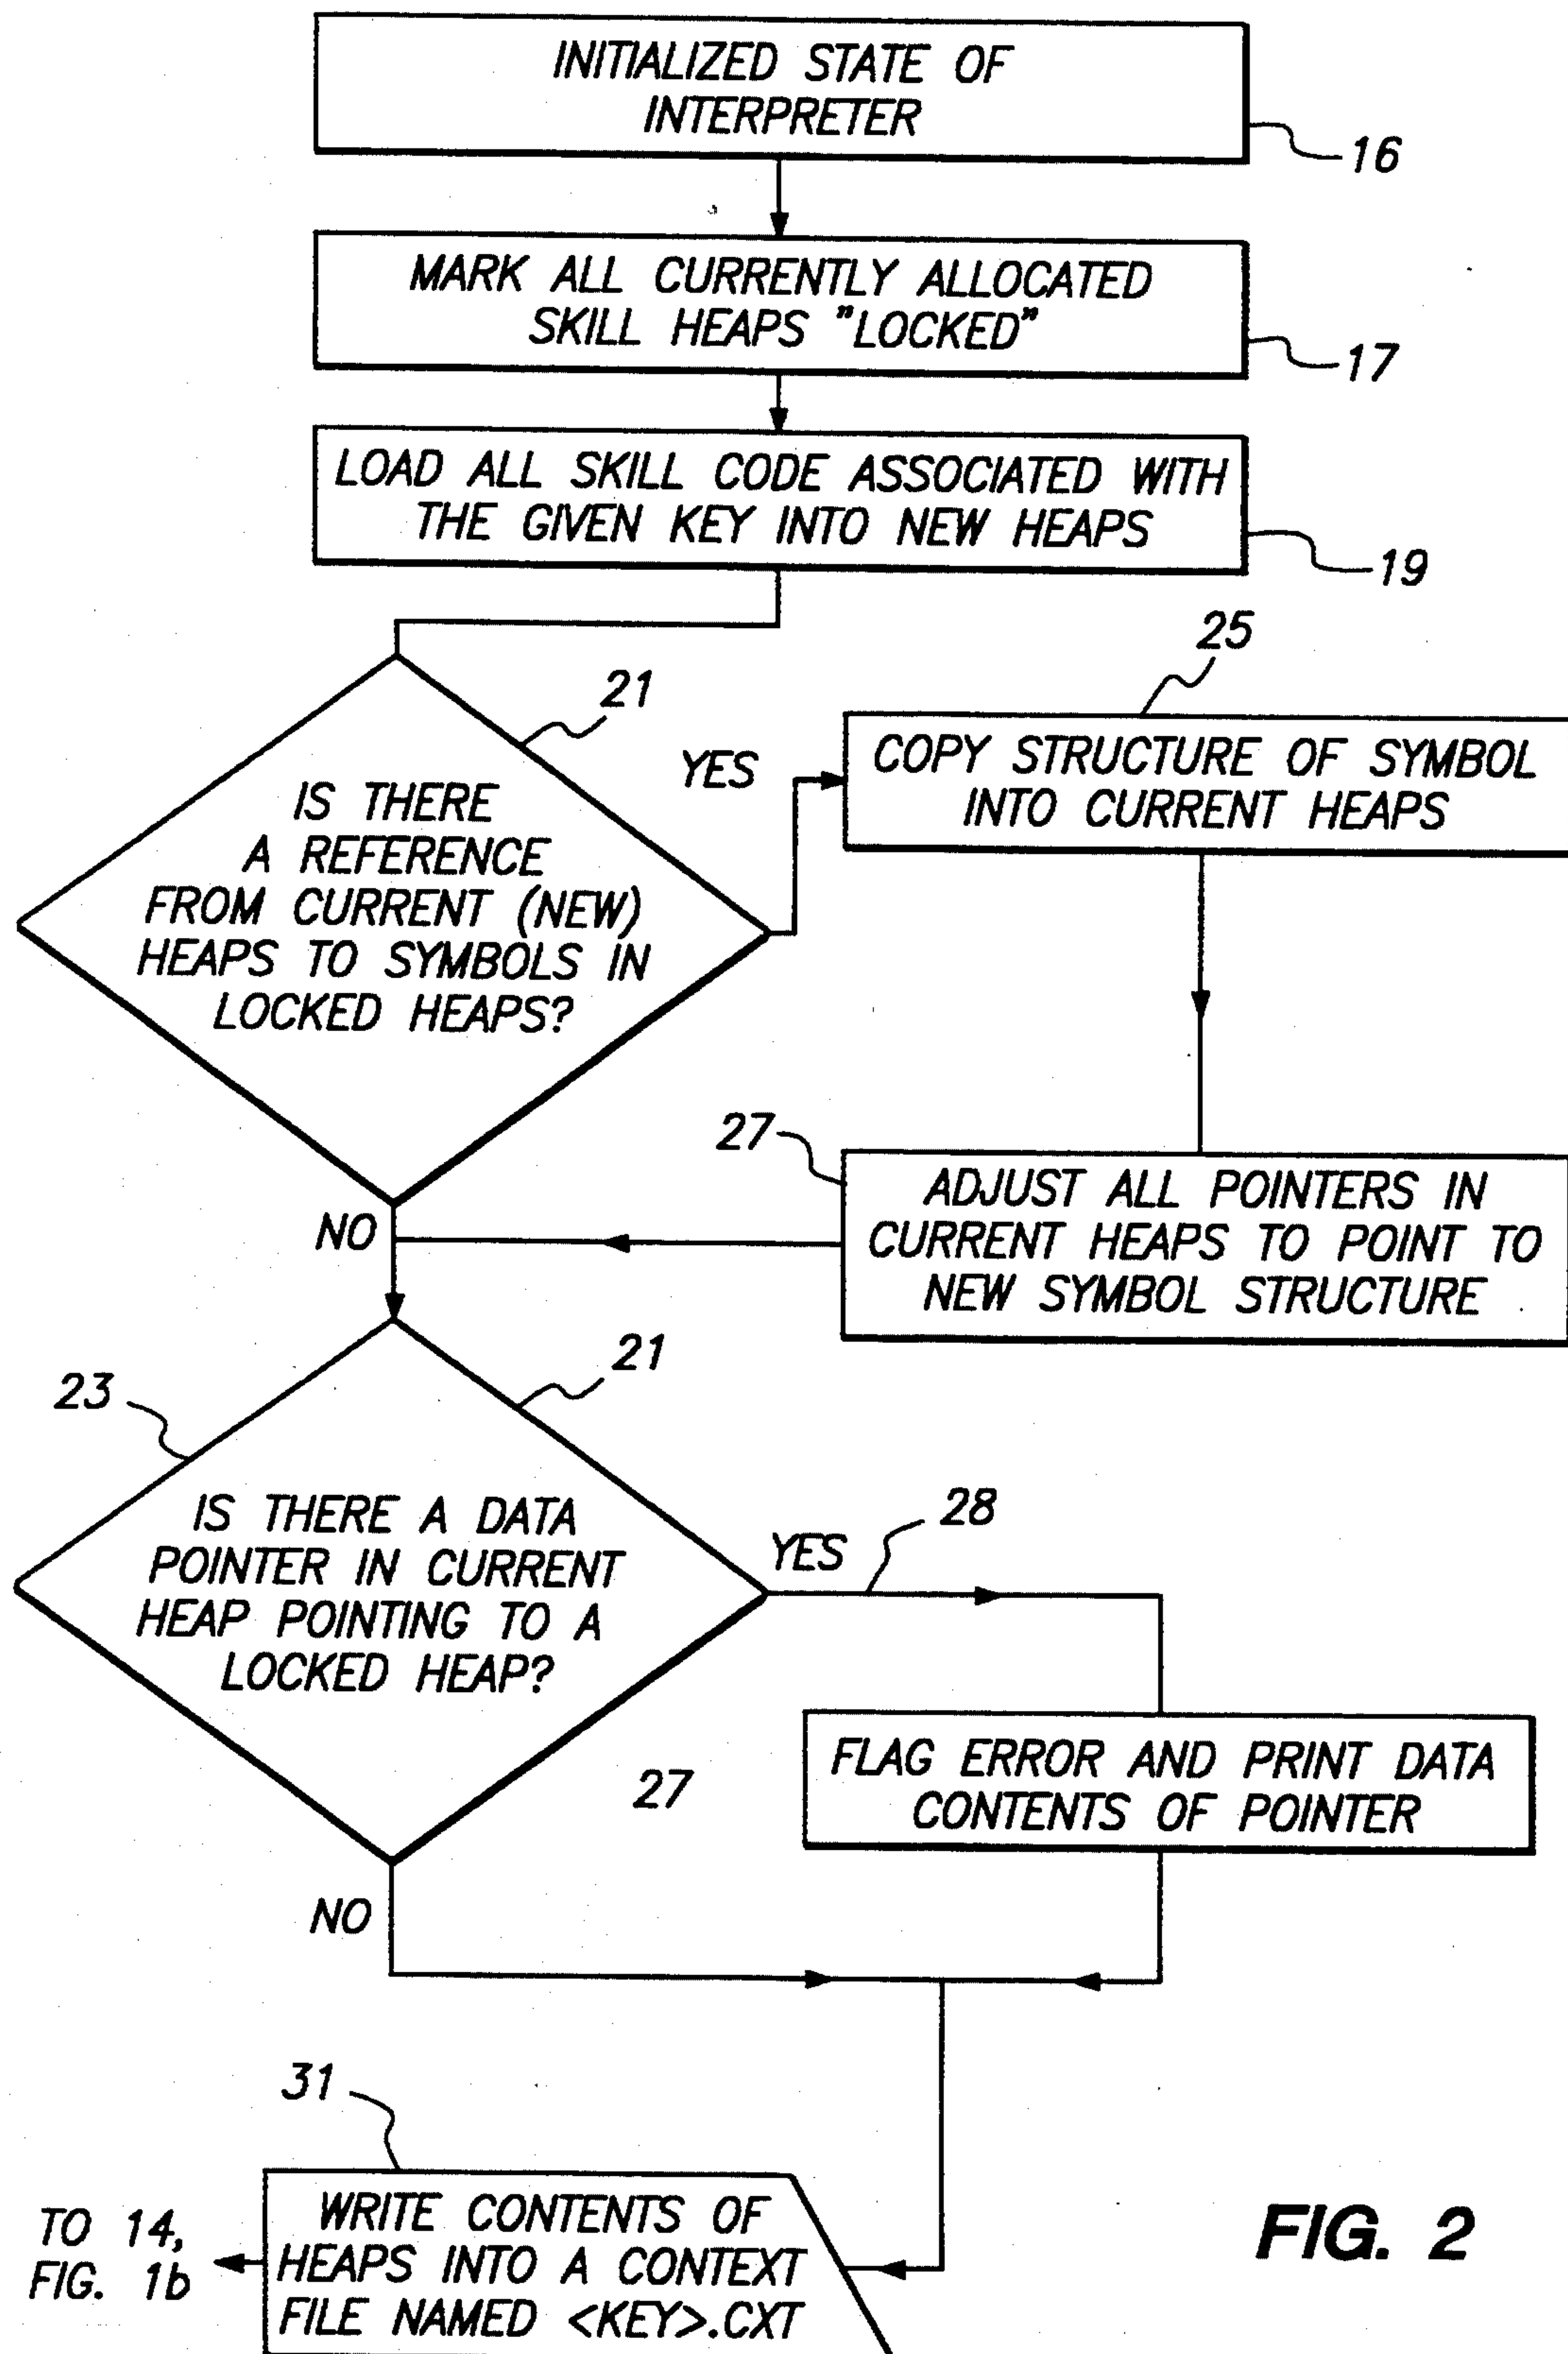 INITIALIZED STATE OF
INTERPRETER
16
MARK ALL CURRENTLY ALLOCATED
SKILL HEAPS "LOCKED"
17
LOAD ALL SKILL CODE ASSOCIATED WITH
THE GIVEN KEY INTO NEW HEAPS
19
21
IS THERE
A REFERENCE
FROM CURRENT (NEW)
HEAPS TO SYMBOLS IN
LOCKED HEAPS?
YES
25
COPY STRUCTURE OF SYMBOL
INTO CURRENT HEAPS
27
ADJUST ALL POINTERS IN
CURRENT HEAPS TO POINT TO
NEW SYMBOL STRUCTURE
NO
23
21
IS THERE A DATA
POINTER IN CURRENT
HEAP POINTING TO A
LOCKED HEAP?
YES
28
FLAG ERROR AND PRINT DATA
CONTENTS OF POINTER
27
NO
31
WRITE CONTENTS OF
HEAPS INTO A CONTEXT
FILE NAMED <KEY>.CXT
TO 14,
FIG. 1b
FIG. 2